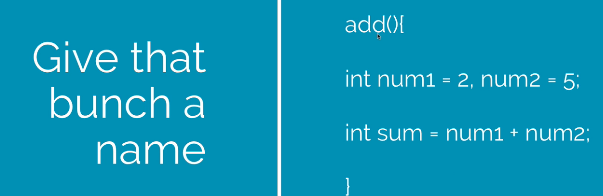 Give that
bunch a
name
add(){
int num1 = 2, num2 = 5;
int sum = num1 + num2;
}